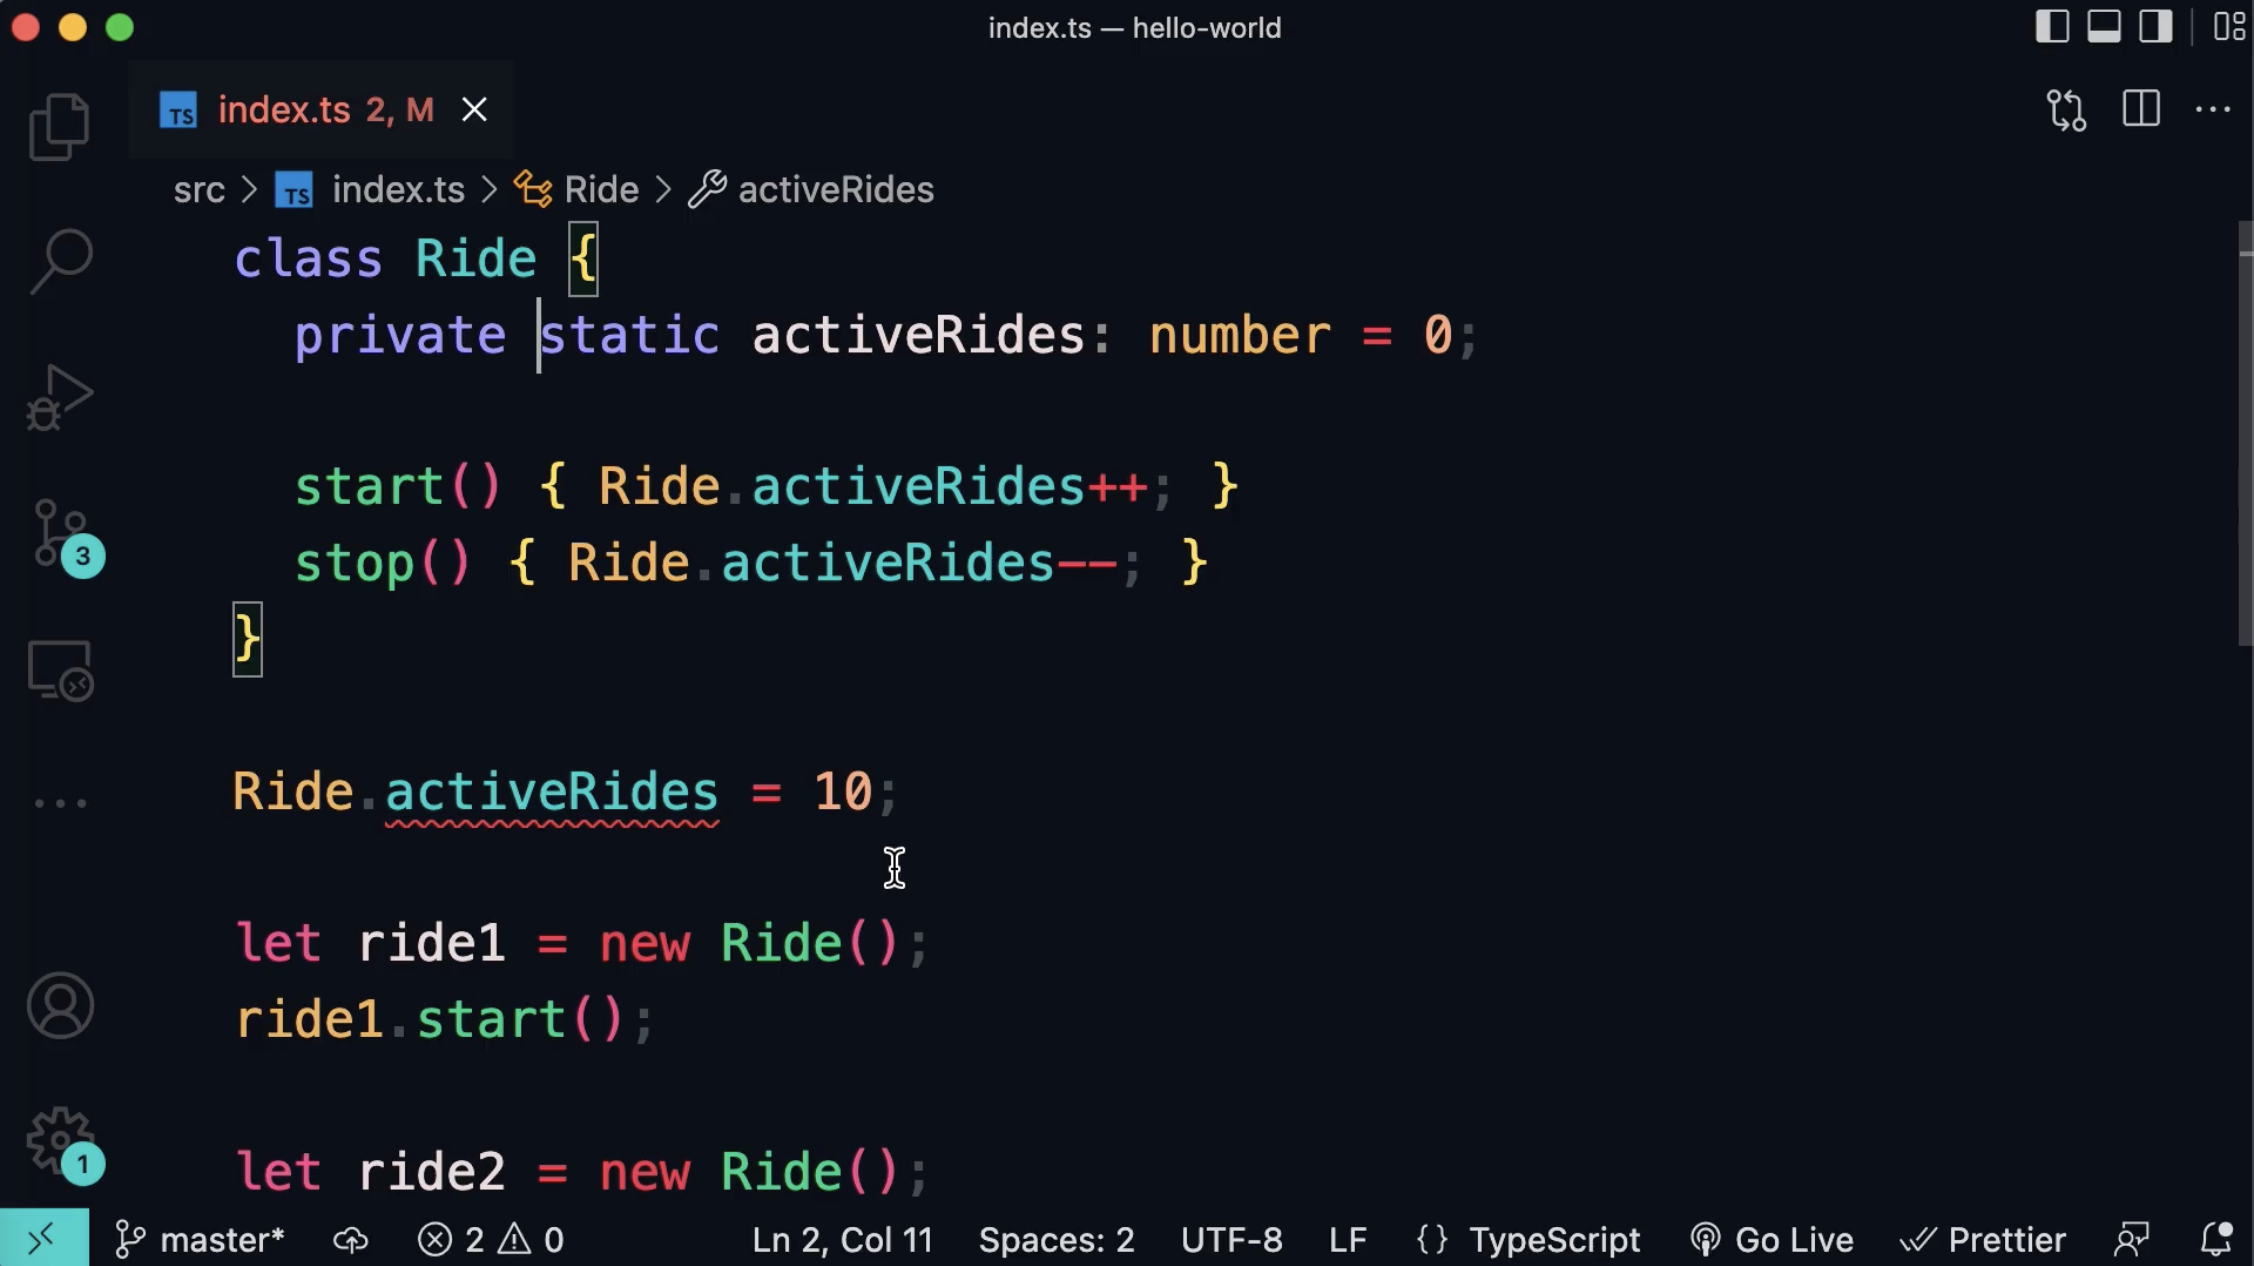 index.ts — hello-world
TS index.ts 2, M
src > TS index.ts > Ride > activeRides
class Ride {
  private static activeRides: number = 0;
  start() { Ride.activeRides++; }
  stop() { Ride.activeRides--; }
}
Ride.activeRides = 10;
let ride1 = new Ride();
ride1.start();
let ride2 = new Ride();
3
1
master* 2 0 Ln 2, Col 11 Spaces: 2 UTF-8 LF {} TypeScript Go Live Prettier